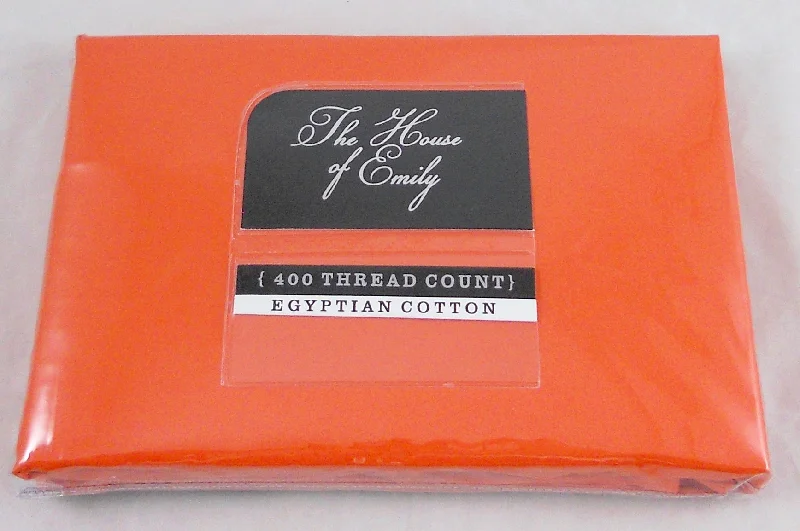 The House
of Emily
{ 400 THREAD COUNT}
EGYPTIAN COTTON